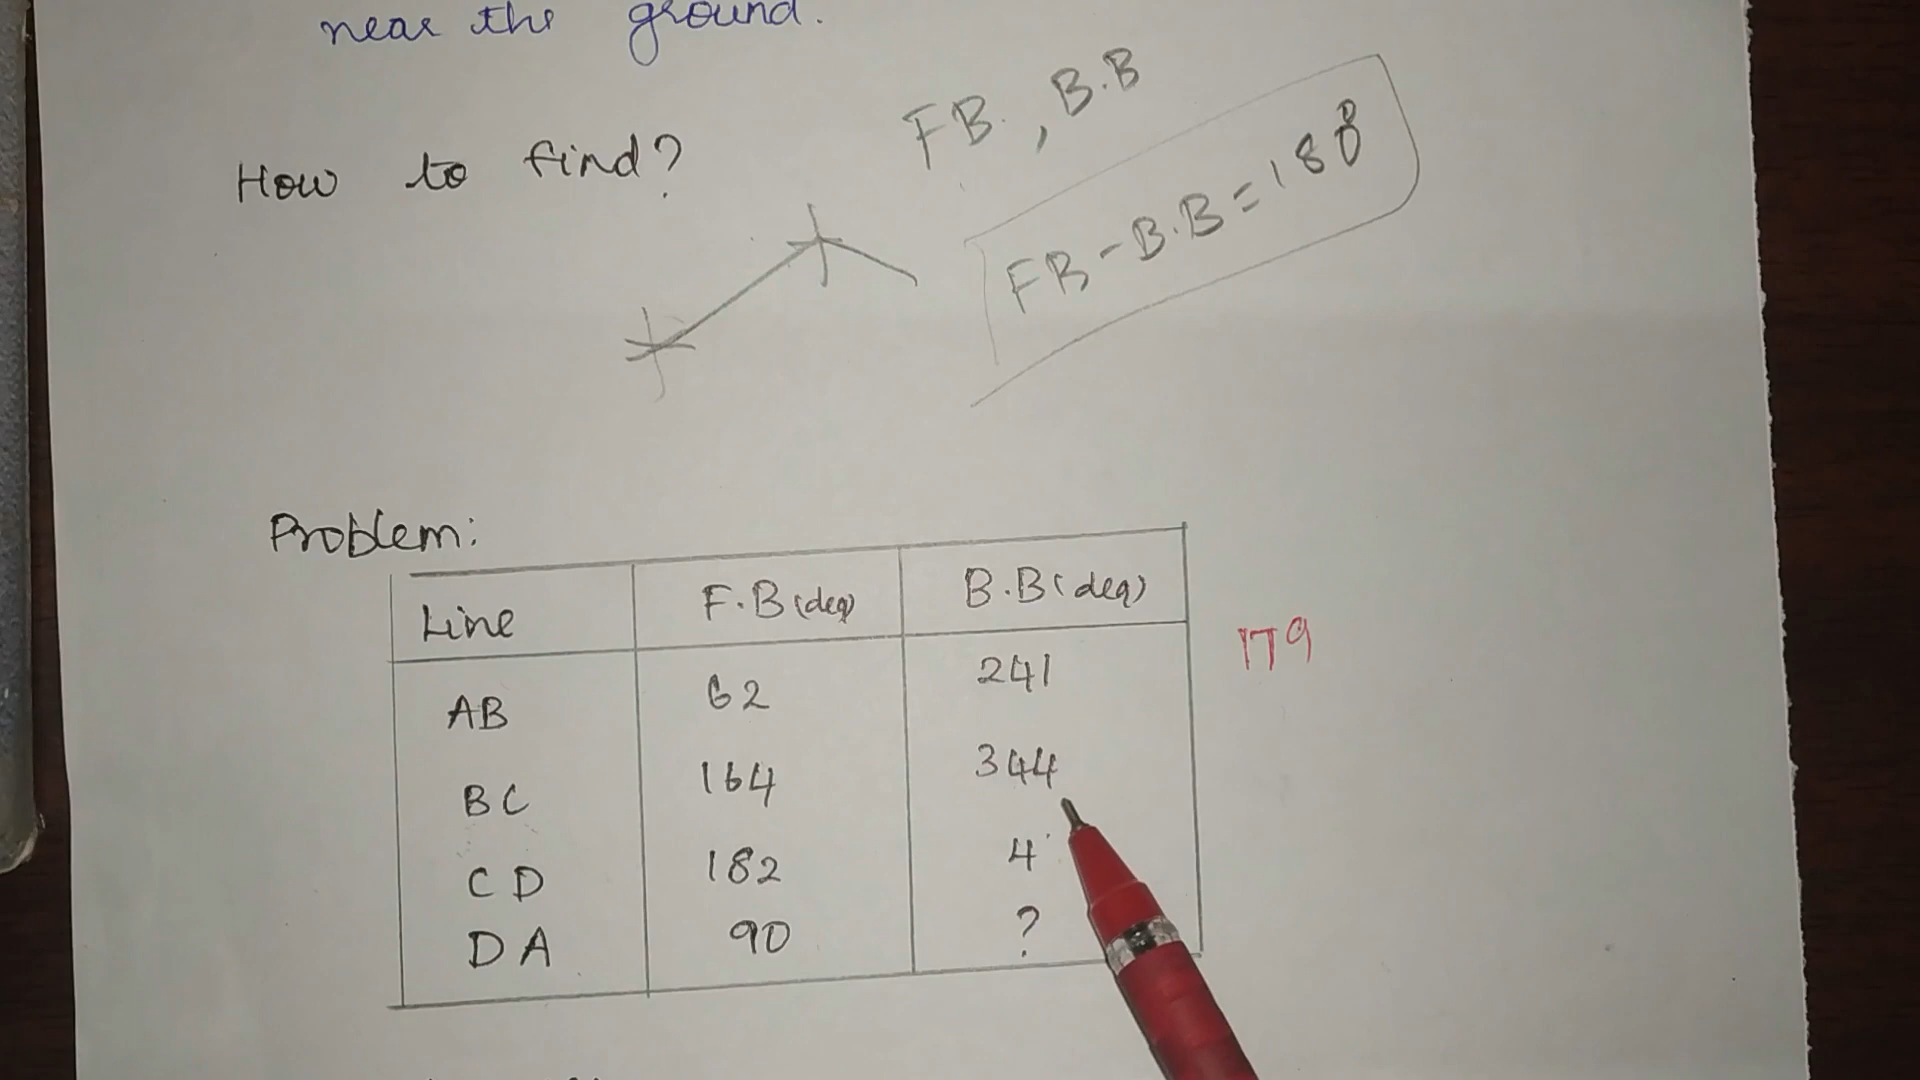 near the ground.
FB, B.B
How to find?
FB - B.B = 180
Problem:
Line F.B (deg) B.B (deg)
AB 62 241
179
BC 164 344
CD 182 4
DA 90 ?